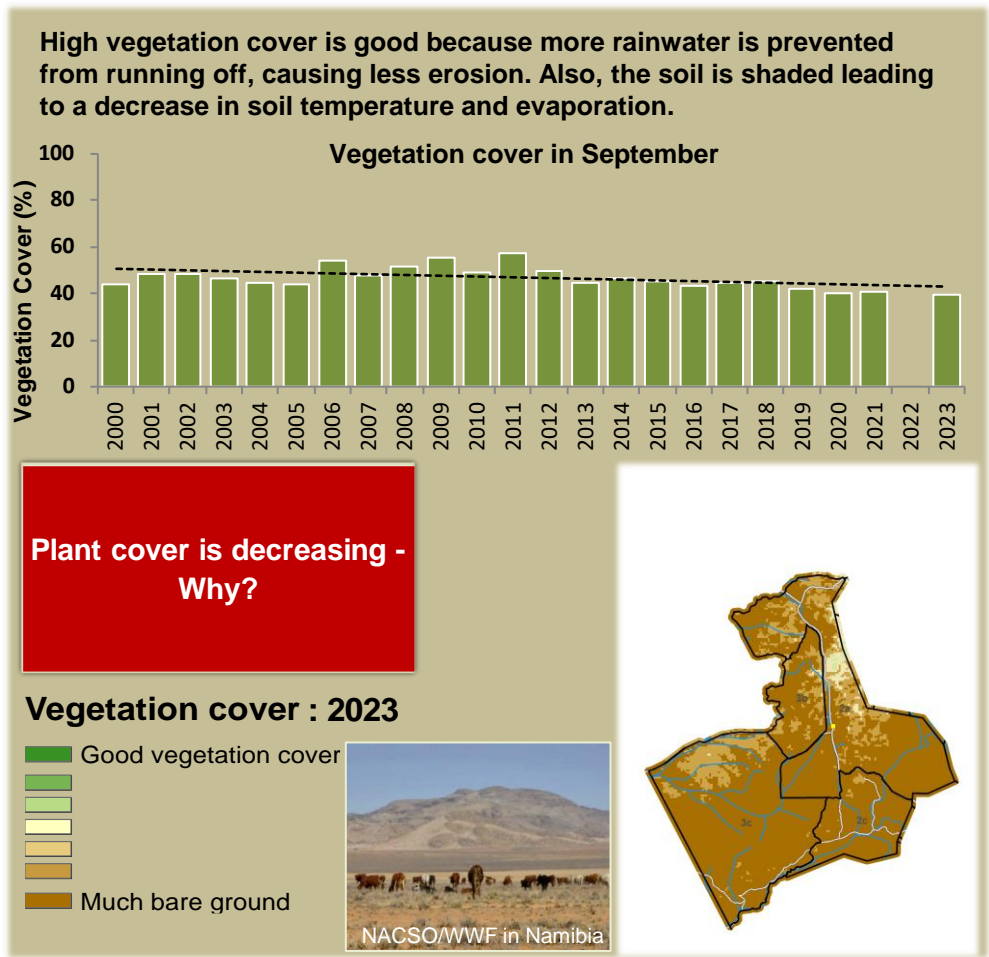 High vegetation cover is good because more rainwater is prevented
from running off, causing less erosion. Also, the soil is shaded leading
to a decrease in soil temperature and evaporation.
Vegetation cover in September
Vegetation Cover (%)
100
80
60
40
20
0
2000 2001 2002 2003 2004 2005 2006 2007 2008 2009 2010 2011 2012 2013 2014 2015 2016 2017 2018 2019 2020 2021 2022 2023
Plant cover is decreasing -
Why?
Vegetation cover : 2023
Good vegetation cover
Much bare ground
NACSO/WWF in Namibia
3c
2c